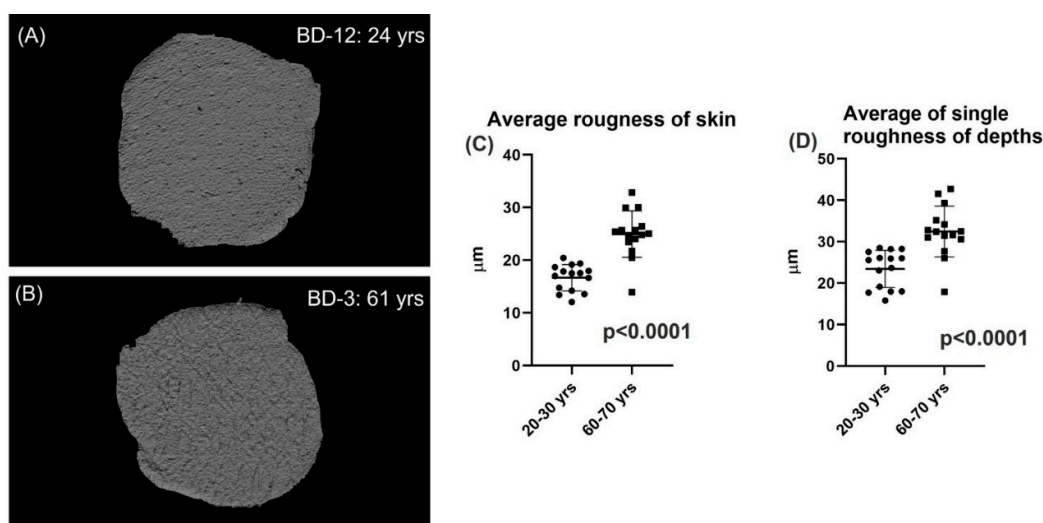 (A)
BD-12: 24 yrs
(B)
BD-3: 61 yrs
Average rougness of skin
(C)
40
30
20
10
0
μm
p<0.0001
20-30 yrs
60-70 yrs
Average of single
roughness of depths
(D)
50
40
30
20
10
0
μm
p<0.0001
20-30 yrs
60-70 yrs